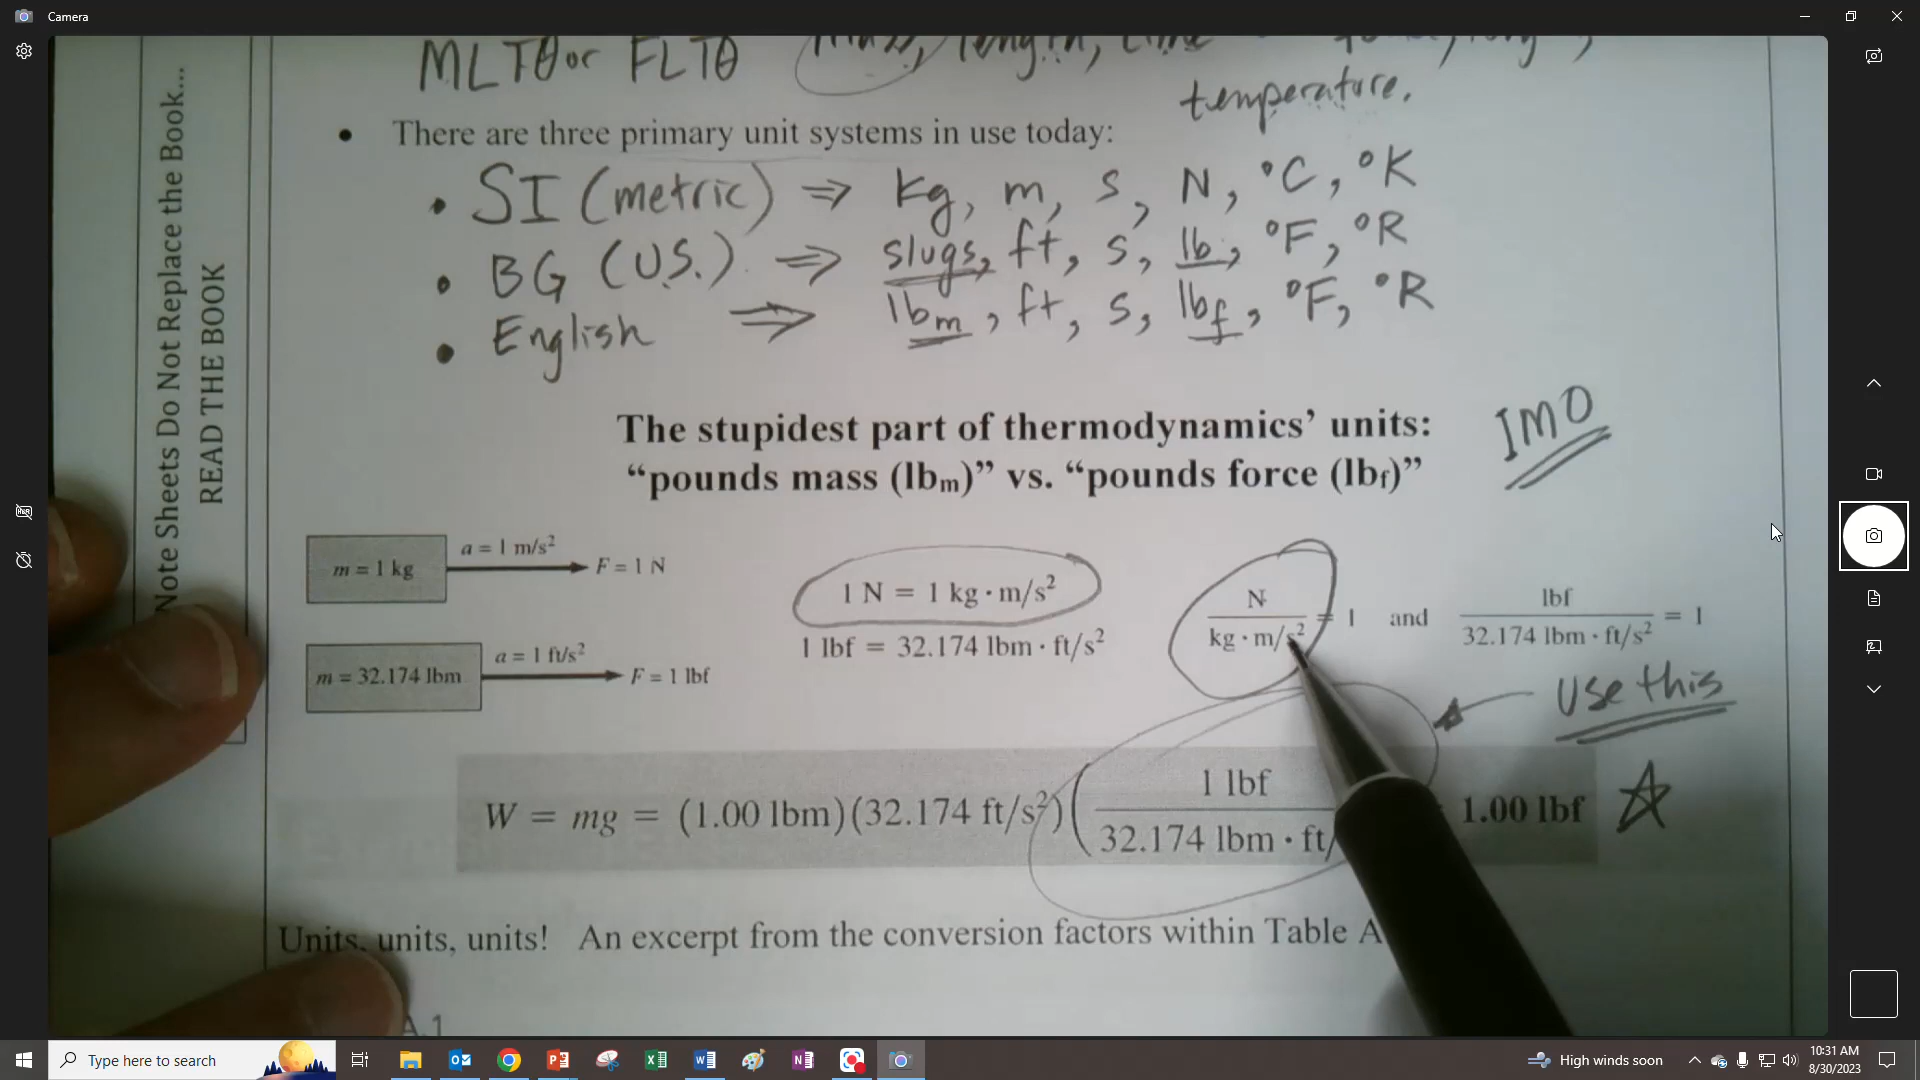 Camera
MLTθ or FLTθ mass, length, time
temperature.
• There are three primary unit systems in use today:
• SI (metric) ⇒ kg, m, s, N, °C, °K
• BG (U.S.) ⇒ slugs, ft, s, lb, °F, °R
• English ⇒ lbm, ft, s, lbf, °F, °R
Note Sheets Do Not Replace the Book...
READ THE BOOK
The stupidest part of thermodynamics' units:
"pounds mass (lbm)" vs. "pounds force (lbf)"
IMO
m = 1 kg
a = 1 m/s²
F = 1 N
1 N = 1 kg · m/s²
1 lbf = 32.174 lbm · ft/s²
N
kg · m/s²
= 1 and
lbf
32.174 lbm · ft/s²
= 1
m = 32.174 lbm
a = 1 ft/s²
F = 1 lbf
Use this
W = mg = (1.00 lbm)(32.174 ft/s²)(
1 lbf
32.174 lbm · ft/
1.00 lbf
Units, units, units! An excerpt from the conversion factors within Table A
A.1
Type here to search
High winds soon
10:31 AM
8/30/2023